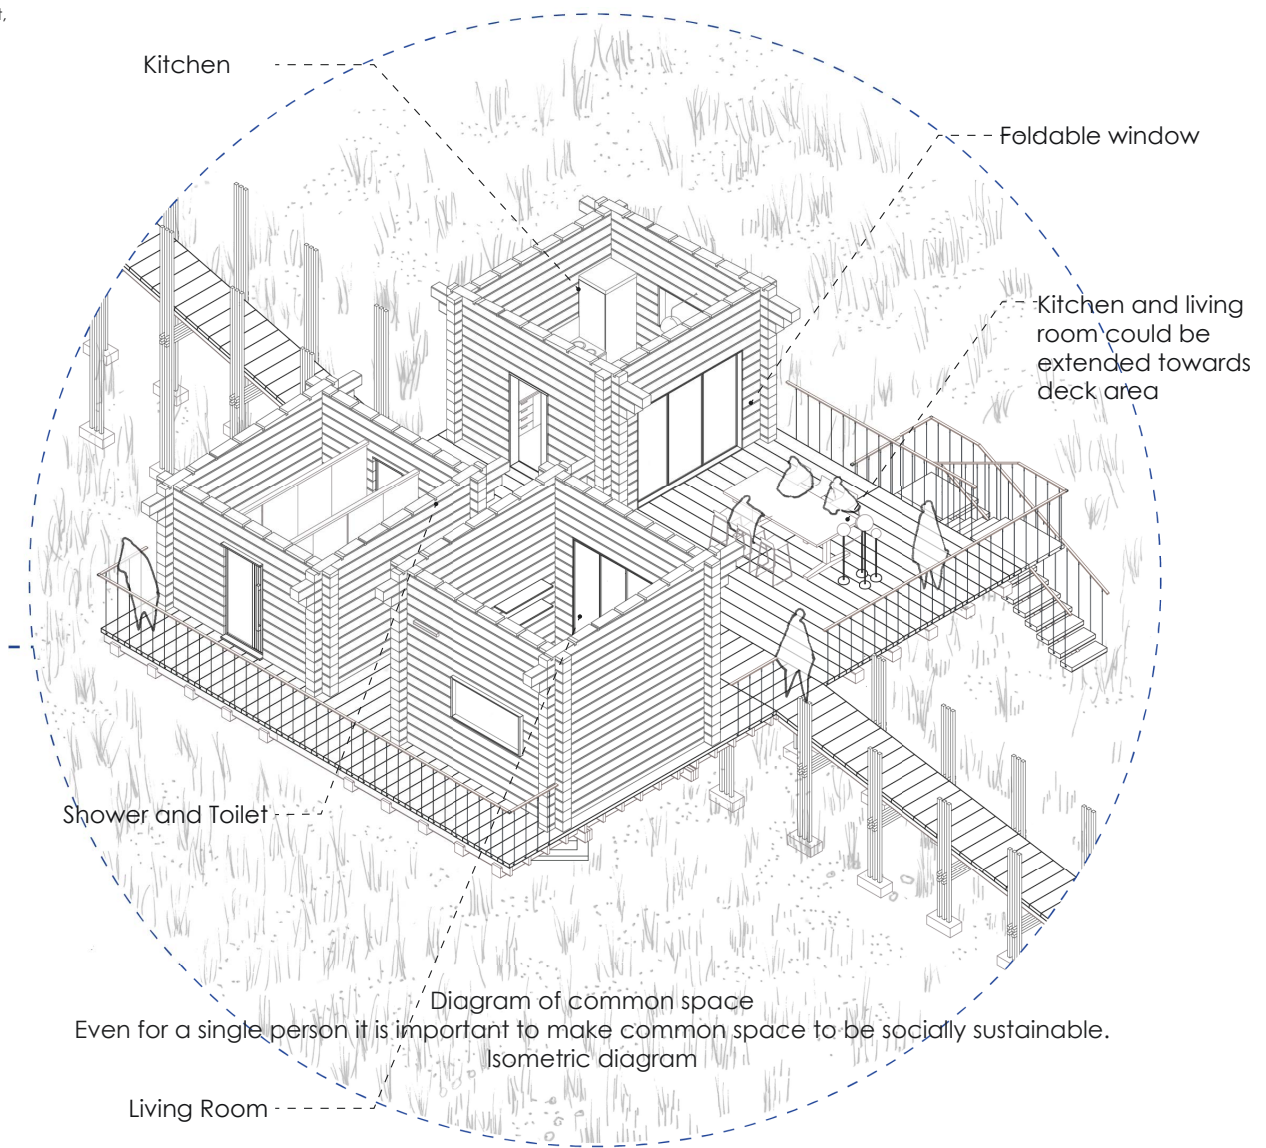 t,
Kitchen
Foldable window
Kitchen and living
room could be
extended towards
deck area
Shower and Toilet
Diagram of common space
Even for a single person it is important to make common space to be socially sustainable.
Isometric diagram
Living Room